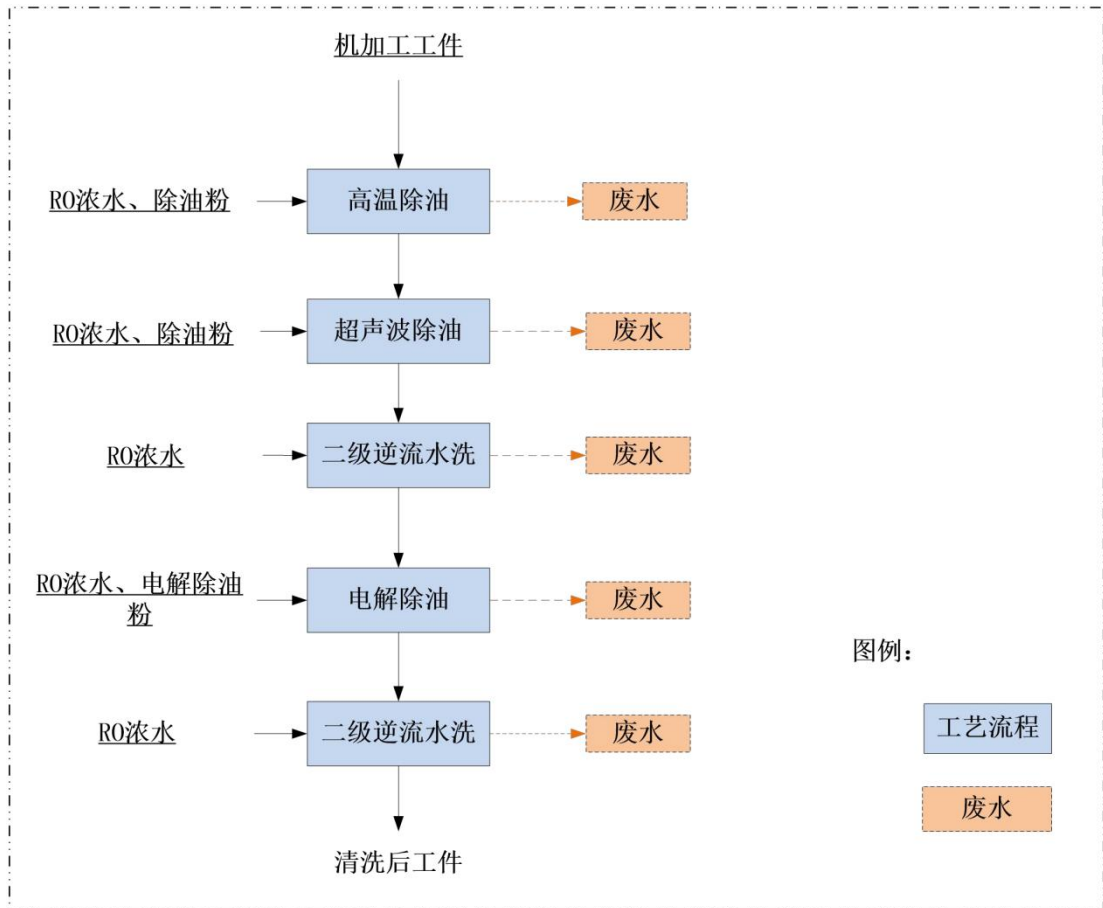 机加工工件
RO浓水、除油粉
高温除油
废水
RO浓水、除油粉
超声波除油
废水
RO浓水
二级逆流水洗
废水
RO浓水、电解除油
粉
电解除油
废水
图例：
RO浓水
二级逆流水洗
废水
工艺流程
废水
清洗后工件